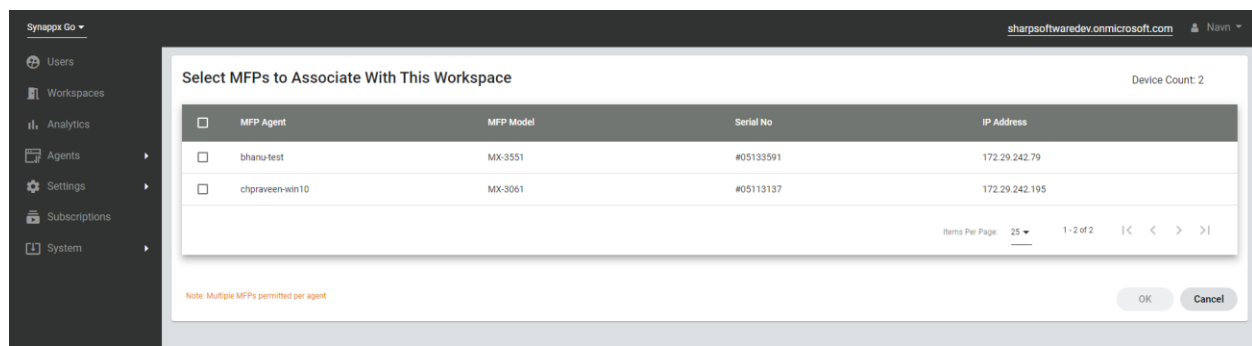 Synappx Go
sharpsoftwaredev.onmicrosoft.com Navn
Users
Workspaces
Analytics
Agents
Settings
Subscriptions
System
Select MFPs to Associate With This Workspace
Device Count: 2
MFP Agent MFP Model Serial No IP Address
bhanu-test MX-3551 #05133591 172.29.242.79
chpraveen-win10 MX-3061 #05113137 172.29.242.195
Items Per Page: 25 1 - 2 of 2
Note: Multiple MFPs permitted per agent
OK Cancel